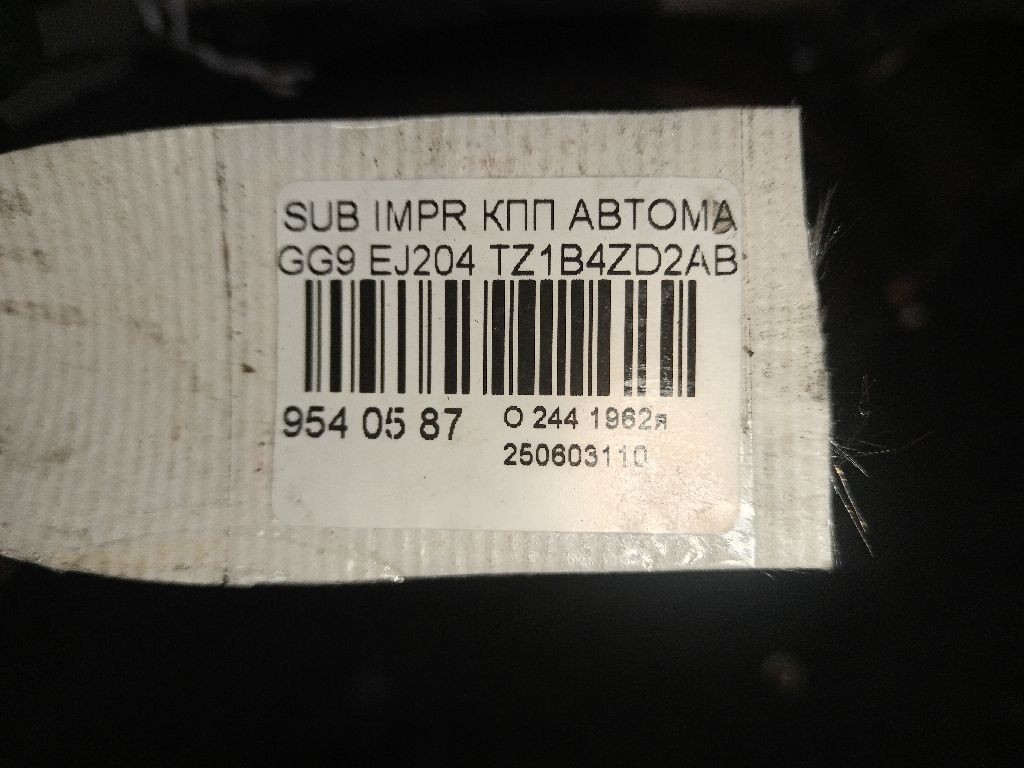 SUB IMPR КПП АВТОМА
GG9 EJ204 TZ1B4ZD2AB
954 05 87
О 244 1962я
250603110